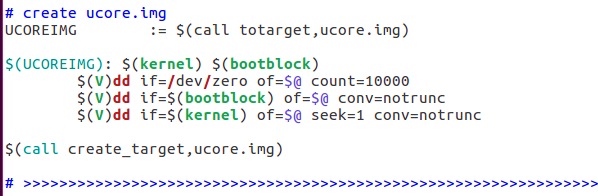 # create ucore.img
UCOREIMG        := $(call totarget,ucore.img)
$(UCOREIMG): $(kernel) $(bootblock)
        $(V)dd if=/dev/zero of=$@ count=10000
        $(V)dd if=$(bootblock) of=$@ conv=notrunc
        $(V)dd if=$(kernel) of=$@ seek=1 conv=notrunc
$(call create_target,ucore.img)
# >>>>>>>>>>>>>>>>>>>>>>>>>>>>>>>>>>>>>>>>>>>>>>>>>>>>>>>>>>>>>>>>